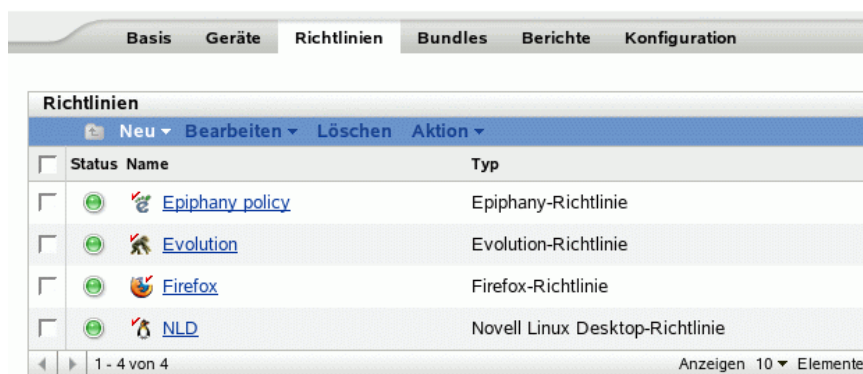 Basis Geräte Richtlinien Bundles Berichte Konfiguration
Richtlinien
Neu Bearbeiten Löschen Aktion
Status Name Typ
Epiphany policy Epiphany-Richtlinie
Evolution Evolution-Richtlinie
Firefox Firefox-Richtlinie
NLD Novell Linux Desktop-Richtlinie
1 - 4 von 4 Anzeigen 10 Elemente